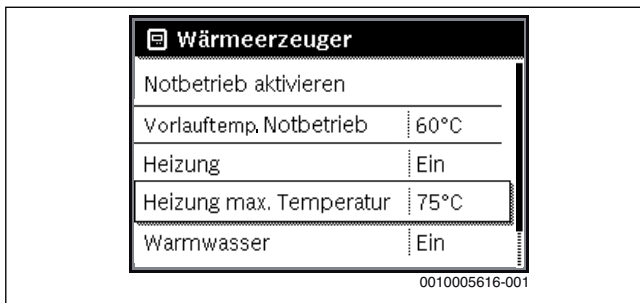 Wärmeerzeuger
Notbetrieb aktivieren
Vorlauftemp. Notbetrieb 60°C
Heizung Ein
Heizung max. Temperatur 75°C
Warmwasser Ein
0010005616-001